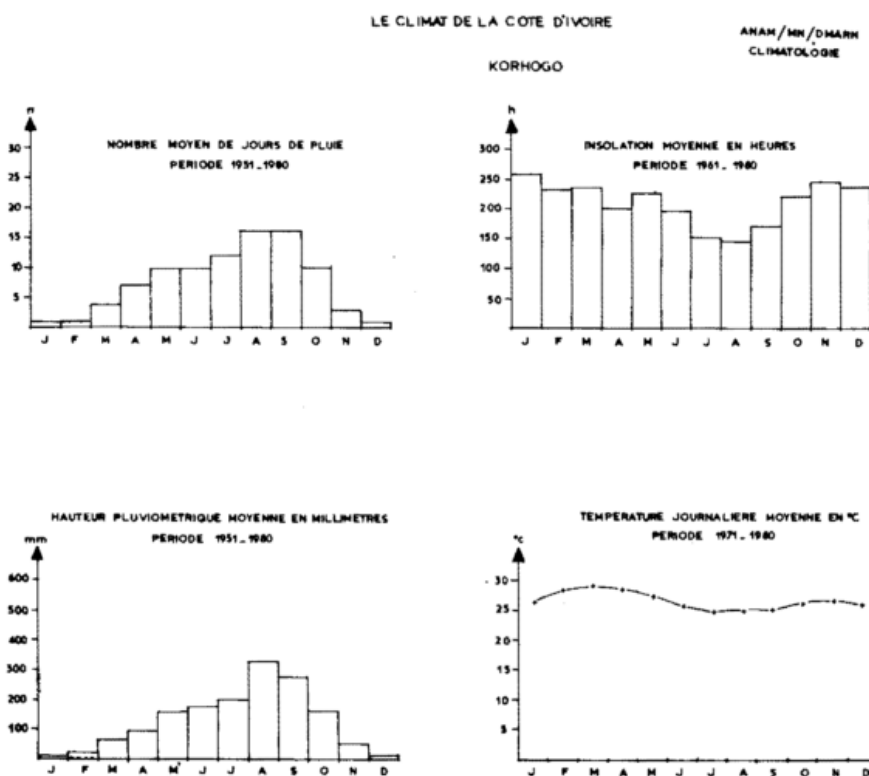 LE CLIMAT DE LA COTE D'IVOIRE
ANAM/MN/DMARH
CLIMATOLOGIE
KORHOGO
n
NOMBRE MOYEN DE JOURS DE PLUIE
PERIODE 1951_1980
30
25
20
15
10
5
J F M A M J J A S O N D
h
INSOLATION MOYENNE EN HEURES
PERIODE 1961_1980
300
250
200
150
100
50
J F M A M J J A S O N D
HAUTEUR PLUVIOMETRIQUE MOYENNE EN MILLIMETRES
PERIODE 1951_1980
mm
600
500
400
300
200
100
J F M A M J J A S O N D
TEMPERATURE JOURNALIERE MOYENNE EN °C
PERIODE 1971_1980
°c
30
25
20
15
10
5
J F M A M J J A S O N D